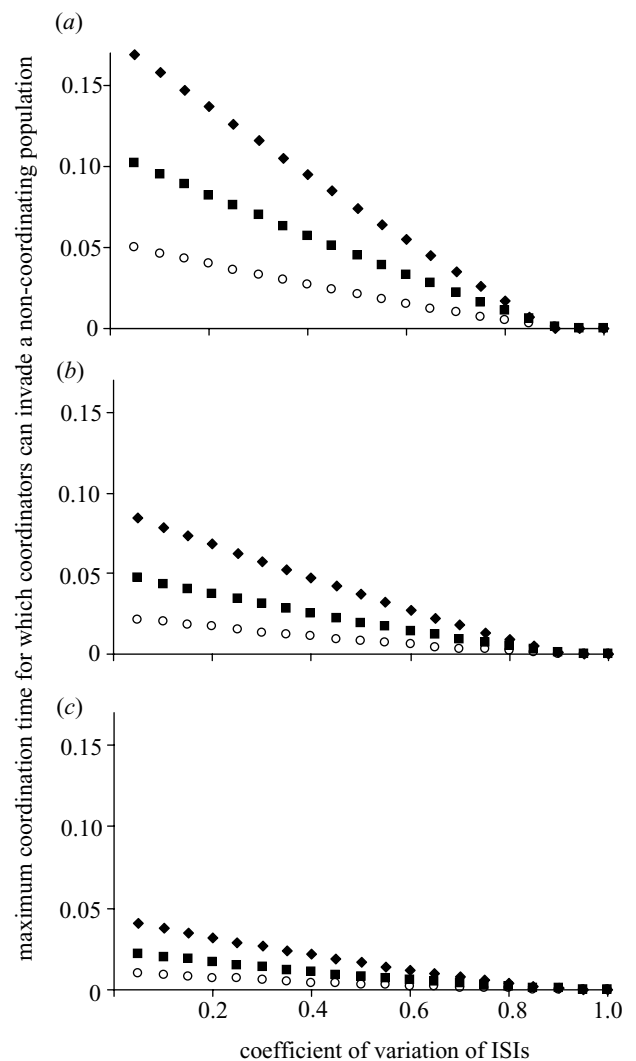 maximum coordination time for which coordinators can invade a non-coordinating population
(a)
0.15
0.10
0.05
0
(b)
0.15
0.10
0.05
0
(c)
0.15
0.10
0.05
0
0.2 0.4 0.6 0.8 1.0
coefficient of variation of ISIs